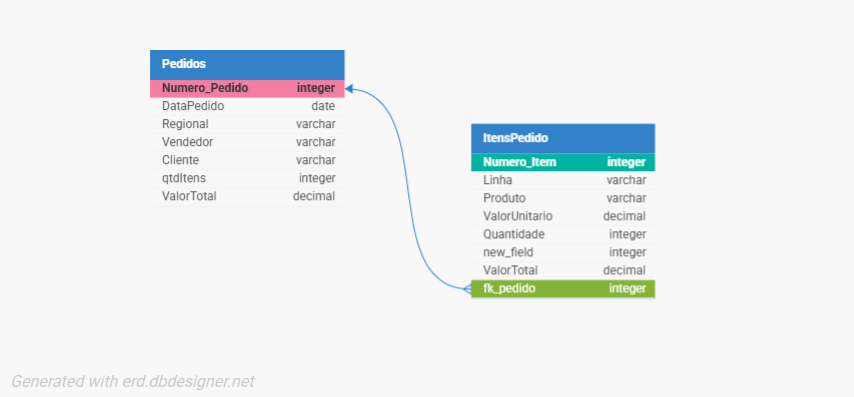 Pedidos
Numero_Pedido integer
DataPedido date
Regional varchar
Vendedor varchar
Cliente varchar
qtdItens integer
ValorTotal decimal
ItensPedido
Numero_Item integer
Linha varchar
Produto varchar
ValorUnitario decimal
Quantidade integer
new_field integer
ValorTotal decimal
fk_pedido integer
Generated with erd.dbdesigner.net